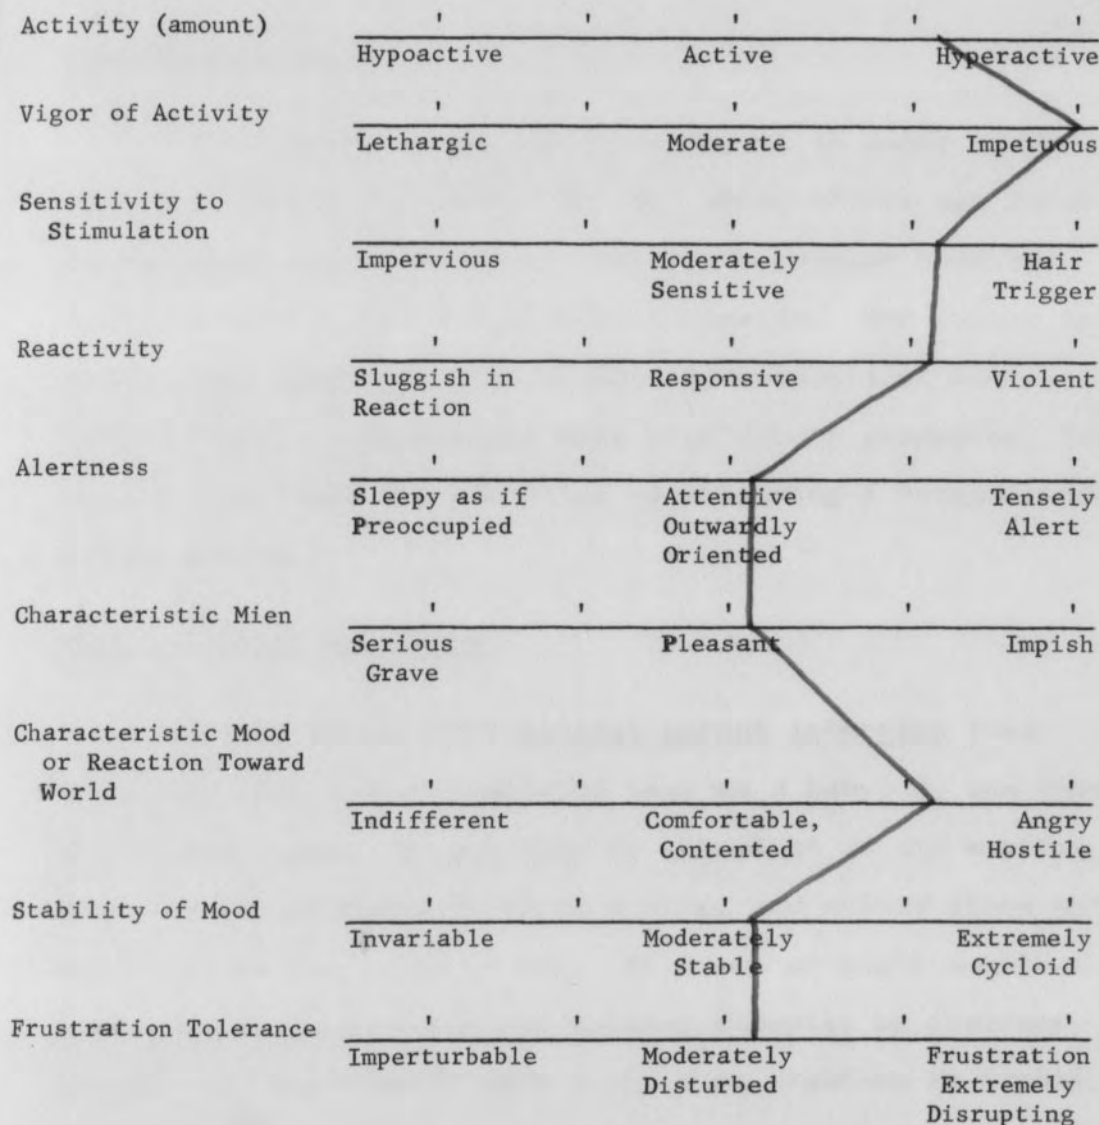 Activity (amount)
Hypoactive Active Hyperactive
Vigor of Activity
Lethargic Moderate Impetuous
Sensitivity to
Stimulation
Impervious Moderately Hair
Sensitive Trigger
Reactivity
Sluggish in Responsive Violent
Reaction
Alertness
Sleepy as if Attentive Tensely
Preoccupied Outwardly Alert
Oriented
Characteristic Mien
Serious Pleasant Impish
Grave
Characteristic Mood
or Reaction Toward
World
Indifferent Comfortable, Angry
Contented Hostile
Stability of Mood
Invariable Moderately Extremely
Stable Cycloid
Frustration Tolerance
Imperturbable Moderately Frustration
Disturbed Extremely
Disrupting